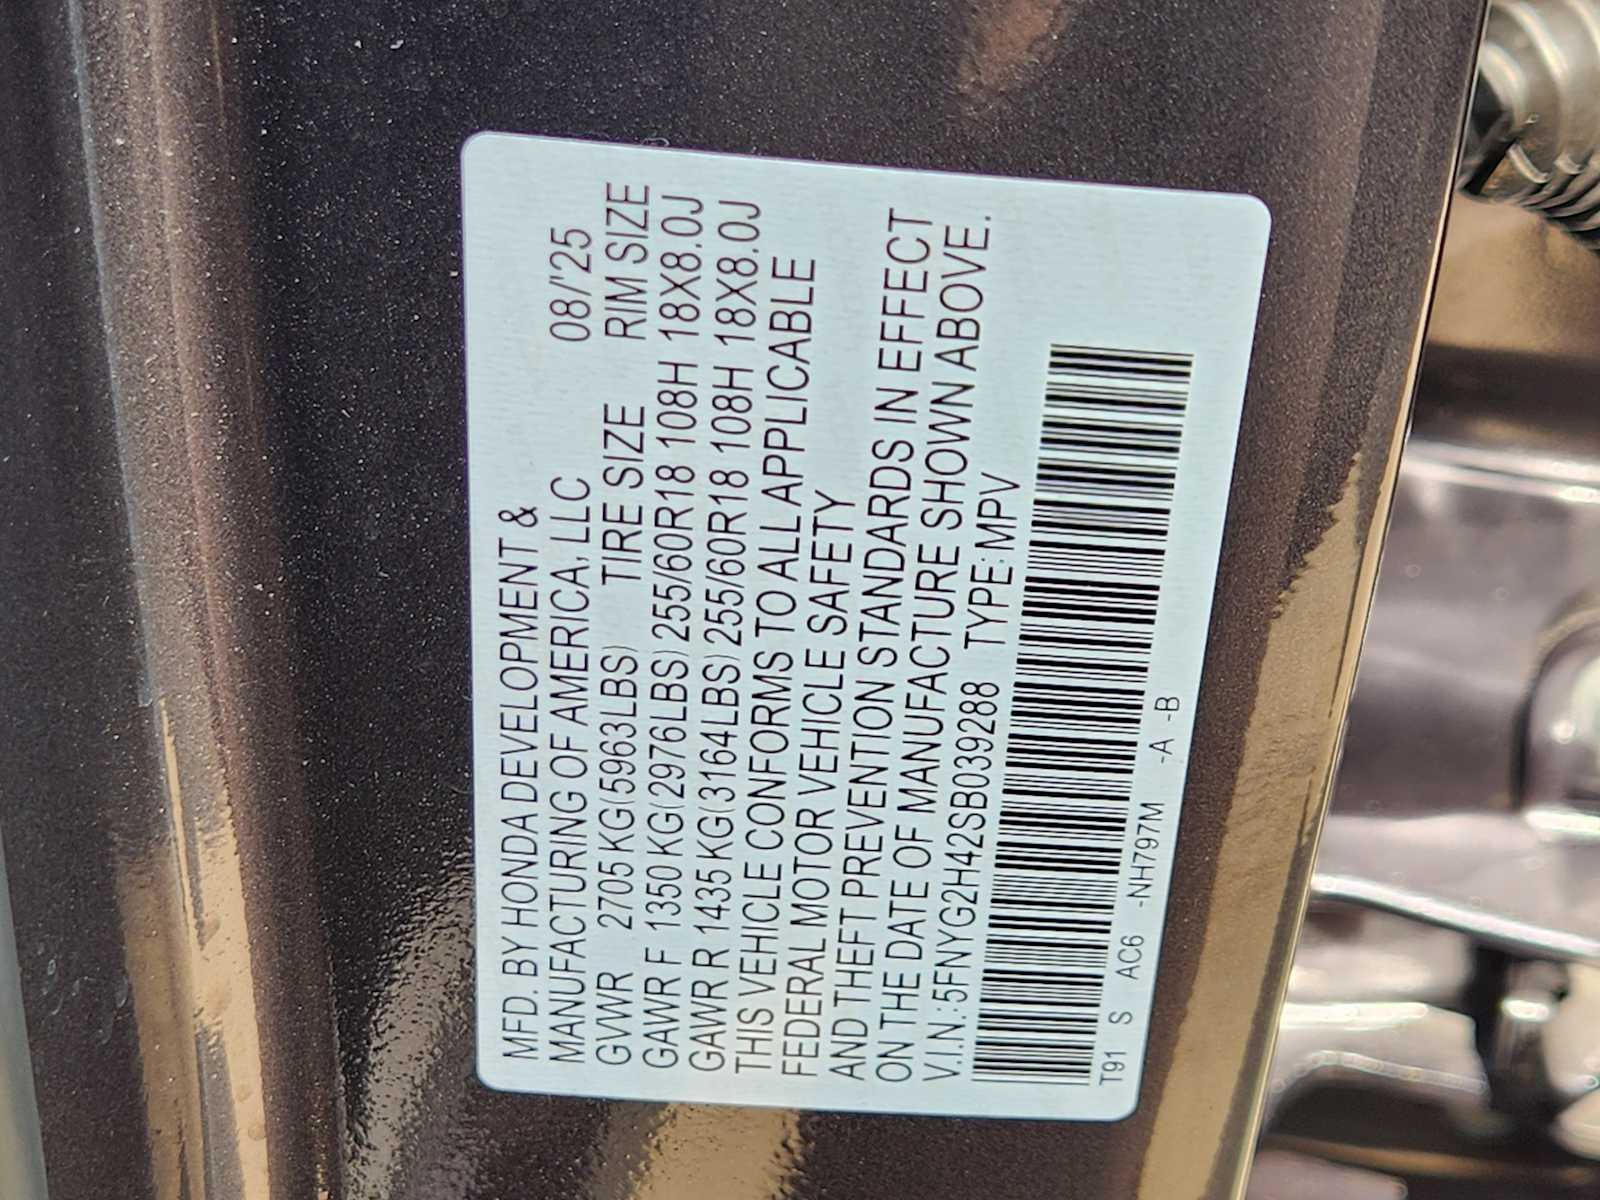 MFD. BY HONDA DEVELOPMENT &
MANUFACTURING OF AMERICA, LLC 08/'25
GVWR 2705 KG(5963LBS) TIRE SIZE RIM SIZE
GAWR F 1350 KG(2976LBS) 255/60R18 108H 18X8.0J
GAWR R 1435 KG(3164LBS) 255/60R18 108H 18X8.0J
THIS VEHICLE CONFORMS TO ALL APPLICABLE
FEDERAL MOTOR VEHICLE SAFETY
AND THEFT PREVENTION STANDARDS IN EFFECT
ON THE DATE OF MANUFACTURE SHOWN ABOVE.
V.I.N.:5FNYG2H42SB039288 TYPE:MPV
T91 S AC6 -NH797M -A -B